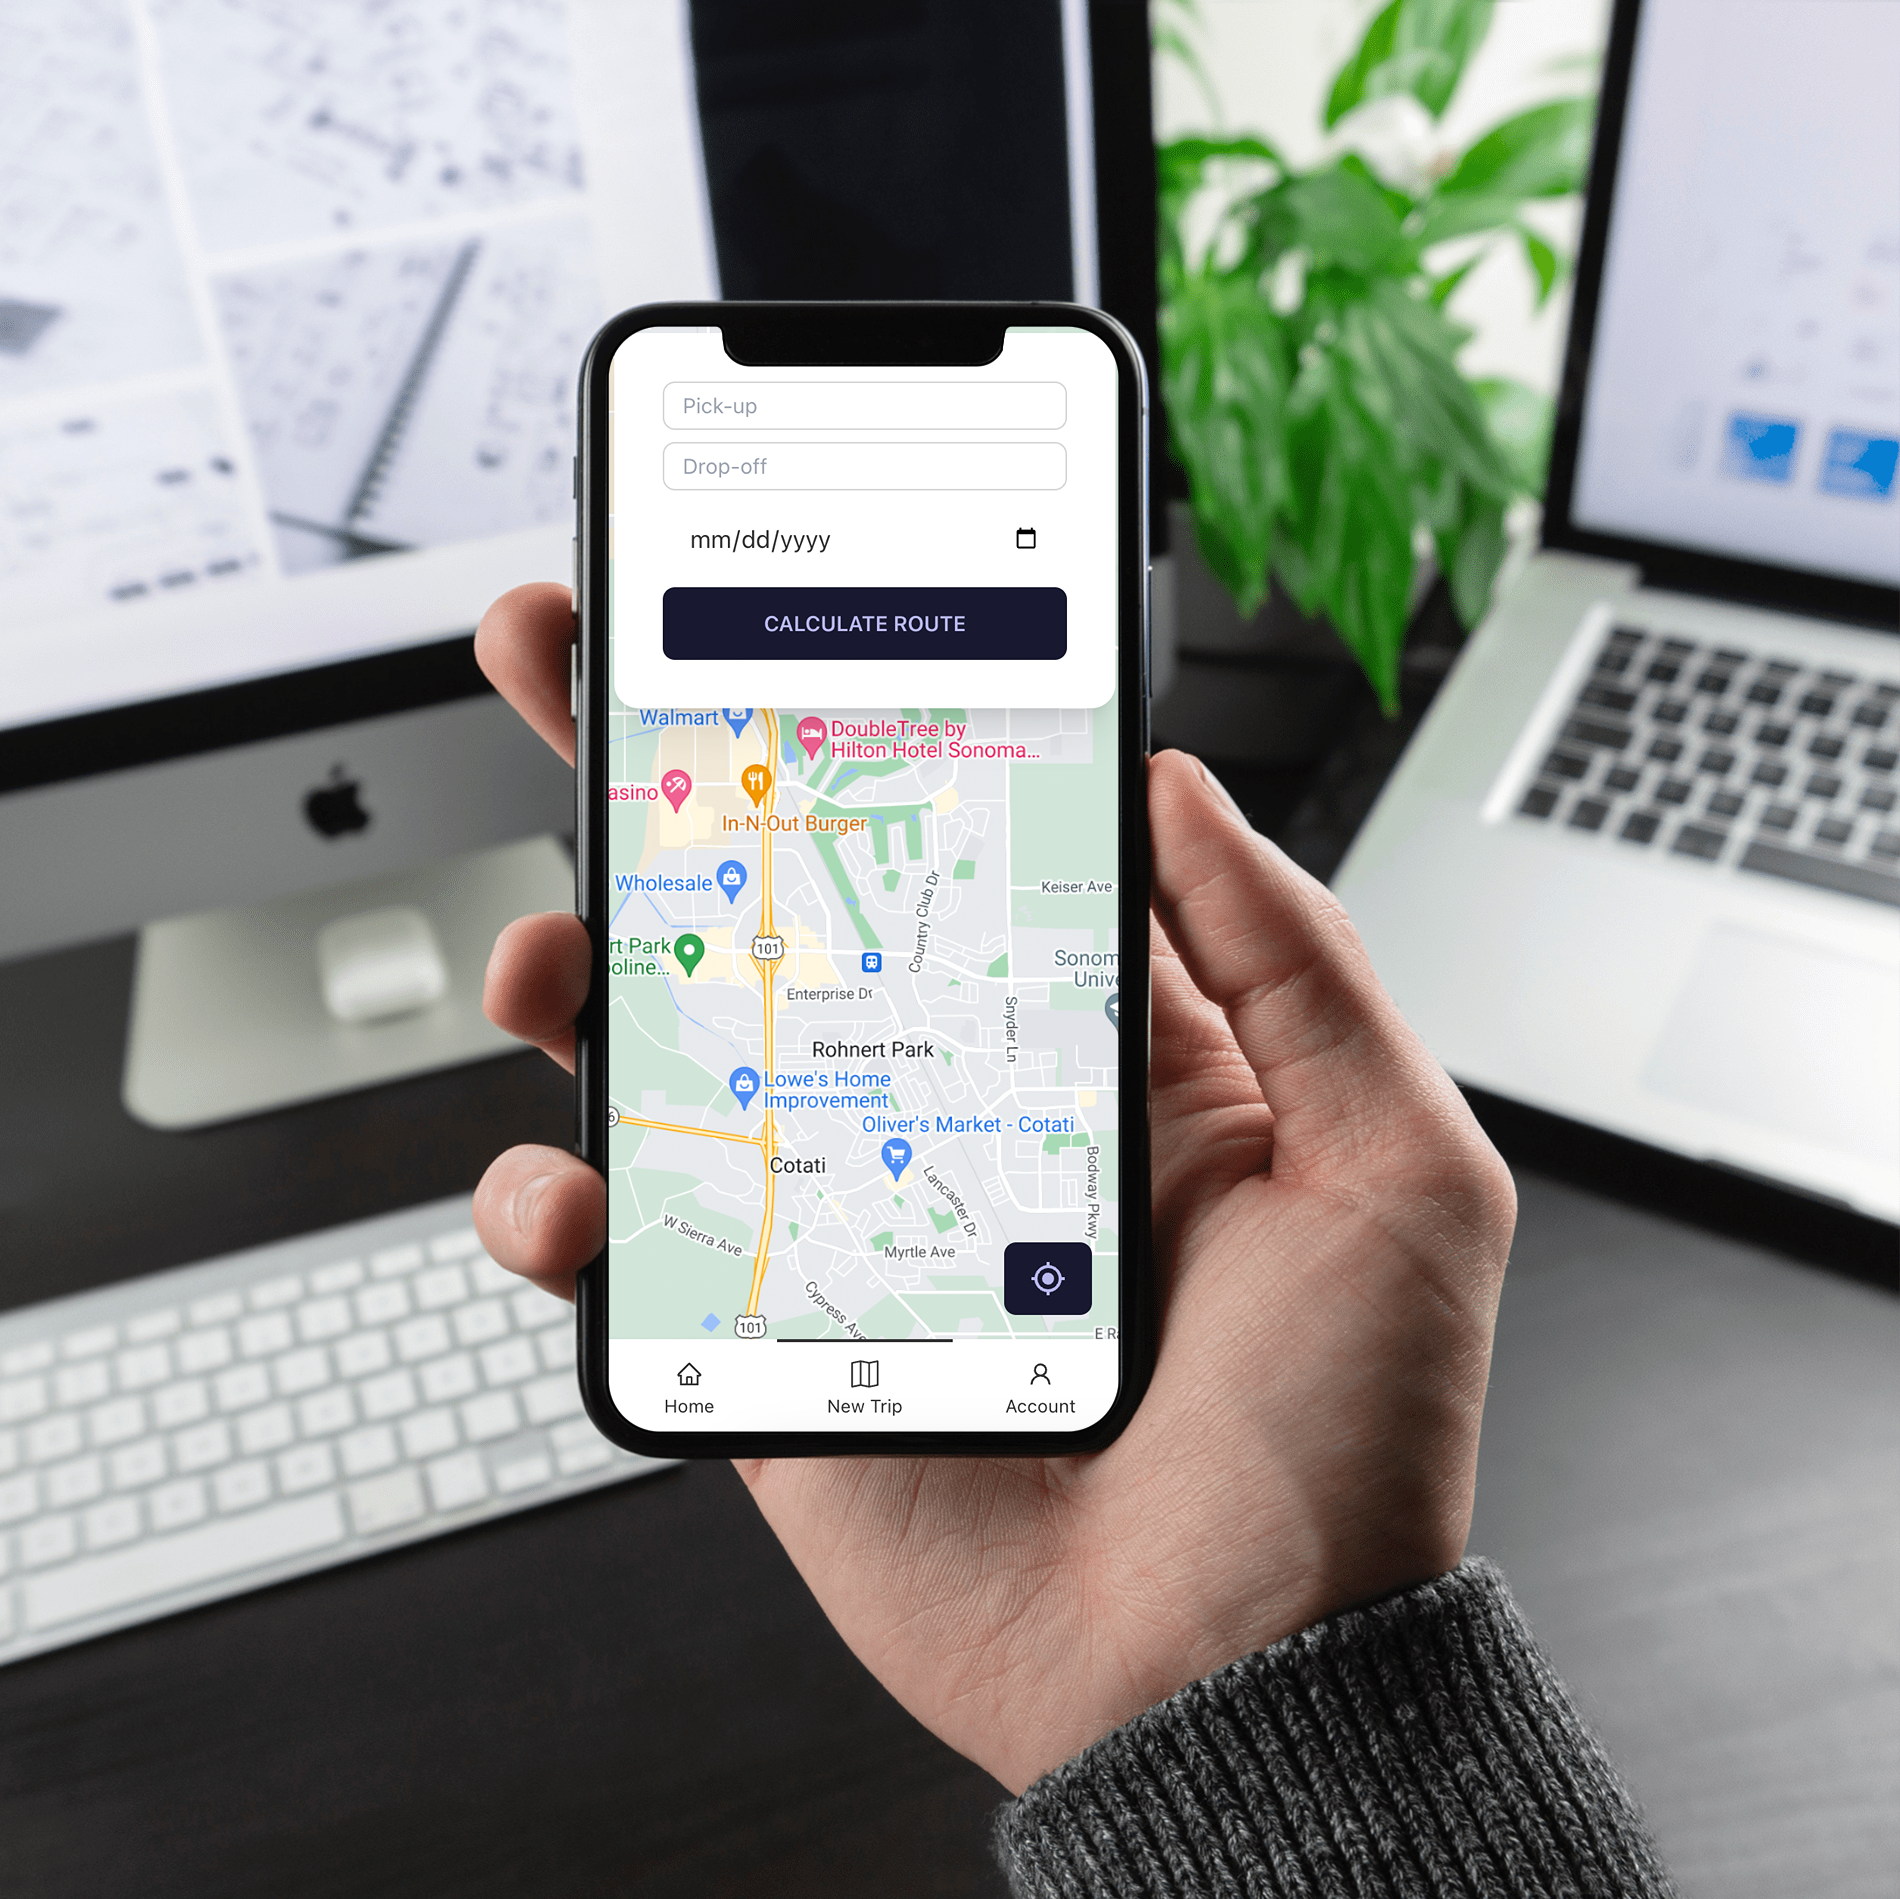 Pick-up
Drop-off
mm/dd/yyyy
CALCULATE ROUTE
Walmart
DoubleTree by
Hilton Hotel Sonoma...
asino
In-N-Out Burger
Wholesale
Keiser Ave
Country Club Dr
rt Park
oline...
101
Sonom
Unive
Enterprise Dr
Snyder Ln
Rohnert Park
Lowe's Home
Improvement
6
Oliver's Market - Cotati
Cotati
Lancaster Dr
Bodway Pkwy
W Sierra Ave
Myrtle Ave
Cypress Ave
101
E Ra
Home
New Trip
Account